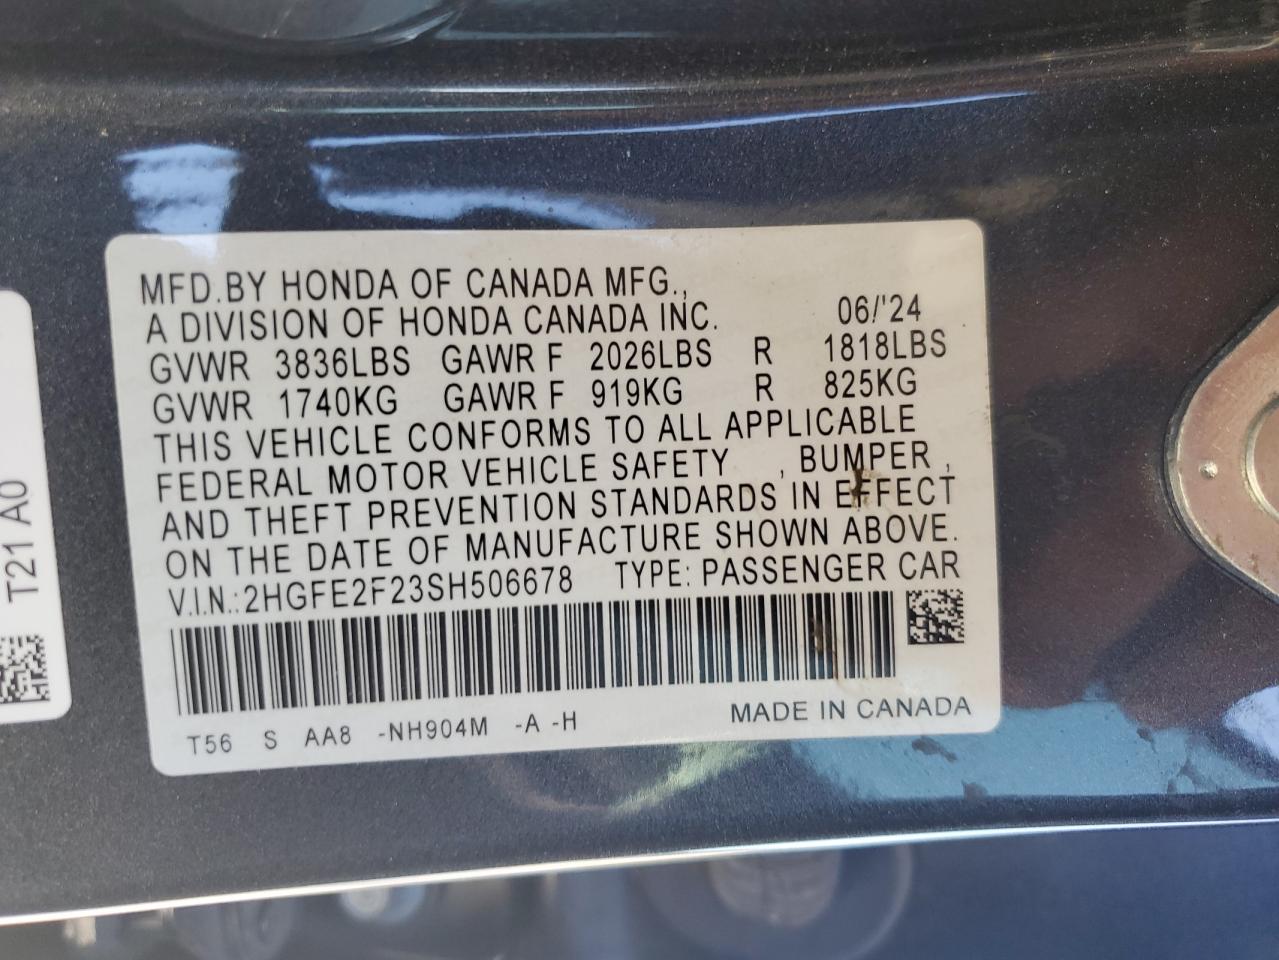 MFD.BY HONDA OF CANADA MFG.,
A DIVISION OF HONDA CANADA INC. 06/'24
GVWR 3836LBS GAWR F 2026LBS R 1818LBS
GVWR 1740KG GAWR F 919KG R 825KG
THIS VEHICLE CONFORMS TO ALL APPLICABLE
FEDERAL MOTOR VEHICLE SAFETY , BUMPER ,
AND THEFT PREVENTION STANDARDS IN EFFECT
ON THE DATE OF MANUFACTURE SHOWN ABOVE.
V.I.N.:2HGFE2F23SH506678 TYPE: PASSENGER CAR
MADE IN CANADA
T56 S AA8 -NH904M -A -H
T21 A0